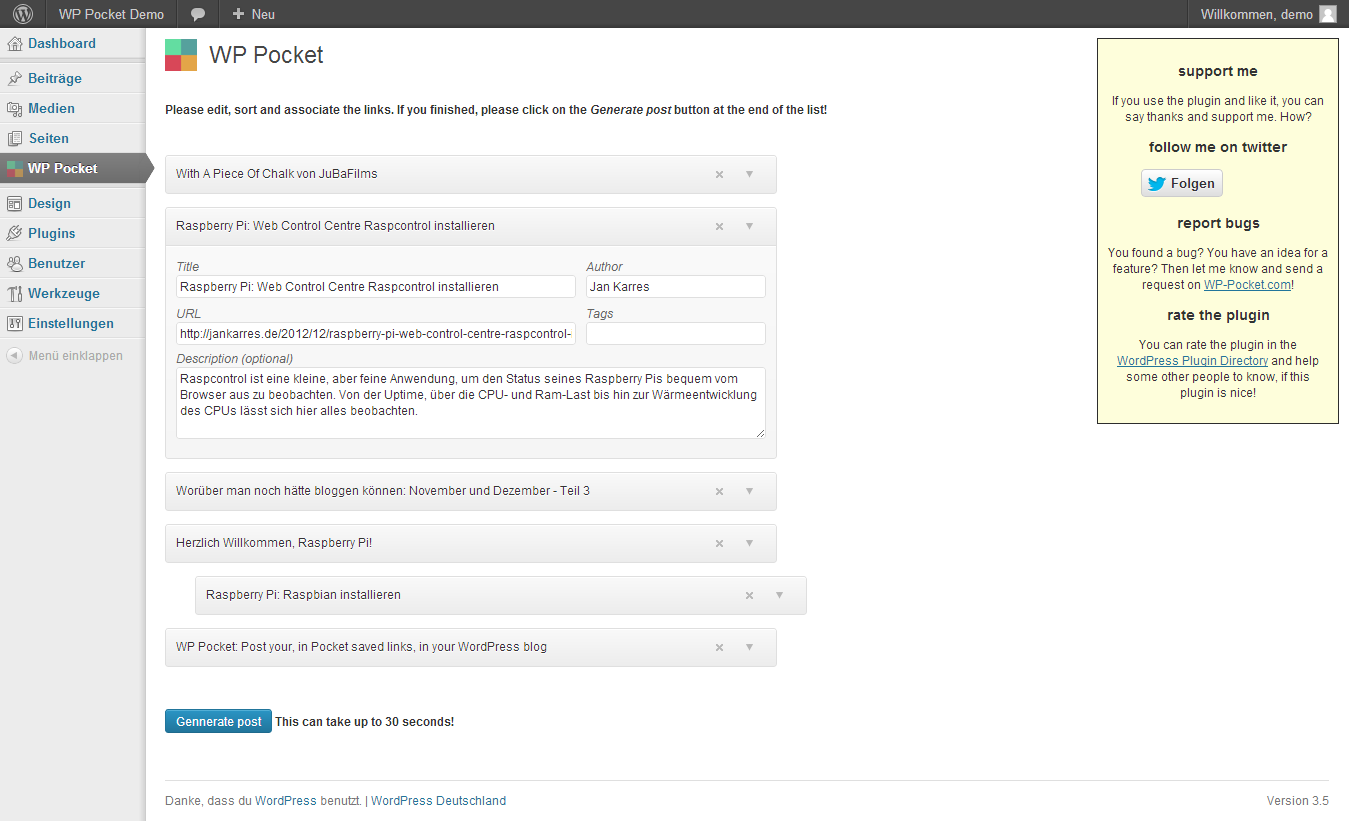 WP Pocket Demo
Neu
Willkommen, demo
Dashboard
Beiträge
Medien
Seiten
WP Pocket
Design
Plugins
Benutzer
Werkzeuge
Einstellungen
Menü einklappen
WP Pocket
Please edit, sort and associate the links. If you finished, please click on the Generate post button at the end of the list!
With A Piece Of Chalk von JuBaFilms
Raspberry Pi: Web Control Centre Raspcontrol installieren
Title
Author
Raspberry Pi: Web Control Centre Raspcontrol installieren
Jan Karres
URL
Tags
http://jankarres.de/2012/12/raspberry-pi-web-control-centre-raspcontrol-
Description (optional)
Raspcontrol ist eine kleine, aber feine Anwendung, um den Status seines Raspberry Pis bequem vom
Browser aus zu beobachten. Von der Uptime, über die CPU- und Ram-Last bis hin zur Wärmeentwicklung
des CPUs lässt sich hier alles beobachten.
Worüber man noch hätte bloggen können: November und Dezember - Teil 3
Herzlich Willkommen, Raspberry Pi!
Raspberry Pi: Raspbian installieren
WP Pocket: Post your, in Pocket saved links, in your WordPress blog
Gennerate post
This can take up to 30 seconds!
support me
If you use the plugin and like it, you can
say thanks and support me. How?
follow me on twitter
Folgen
report bugs
You found a bug? You have an idea for a
feature? Then let me know and send a
request on WP-Pocket.com!
rate the plugin
You can rate the plugin in the
WordPress Plugin Directory and help
some other people to know, if this
plugin is nice!
Danke, dass du WordPress benutzt. | WordPress Deutschland
Version 3.5